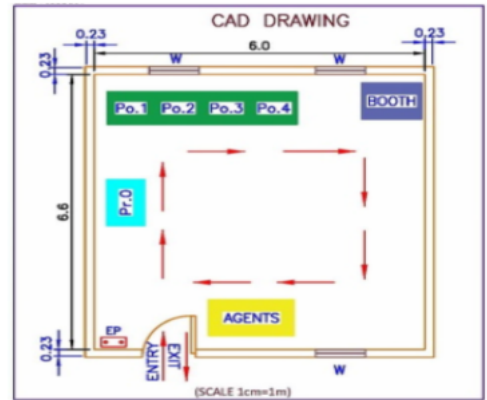 CAD DRAWING
0.23
6.0
0.23
0.23
W
W
Po.1 Po.2 Po.3 Po.4
BOOTH
6.6
Pr.0
AGENTS
EP
0.23
ENTRY
EXIT
W
(SCALE 1cm=1m)